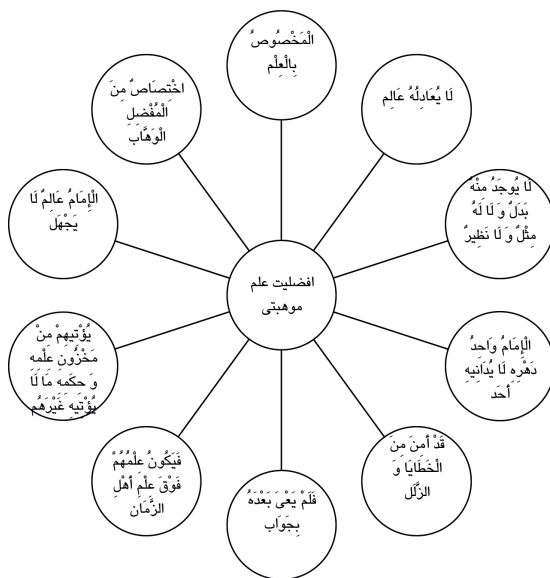 الْمَخْصُوصُ
بِالْعِلْم
لَا يُعَادِلُهُ عَالِم
لَا يُوجَدُ مِنْهُ
بَدَلٌ وَ لَا لَهُ
مِثْلٌ وَ لَا نَظِيرٌ
الْإِمَامُ وَاحِدُ
دَهْرِهِ لَا يُدَانِيهِ
أَحَد
قَدْ أَمِنَ مِنَ
الْخَطَايَا وَ
الزَّلَل
فَلَمْ يَعْىَ بَعْدَهُ
بِجَوَاب
فَيَكُونُ عِلْمُهُمْ
فَوْقَ عِلْمِ أَهْلِ
الزَّمَان
يُؤْتِيهِمْ مِنْ
مَخْزُونِ عِلْمِهِ
وَ حِكَمِهِ مَا لَا
يُؤْتِيهِ غَيْرَهُم
الْإِمَامُ عَالِمٌ لَا
يَجْهَل
اخْتِصَاصٌ مِنَ
الْمُفْضِلِ
الْوَهَّاب
افضلیت علم
موهبتی